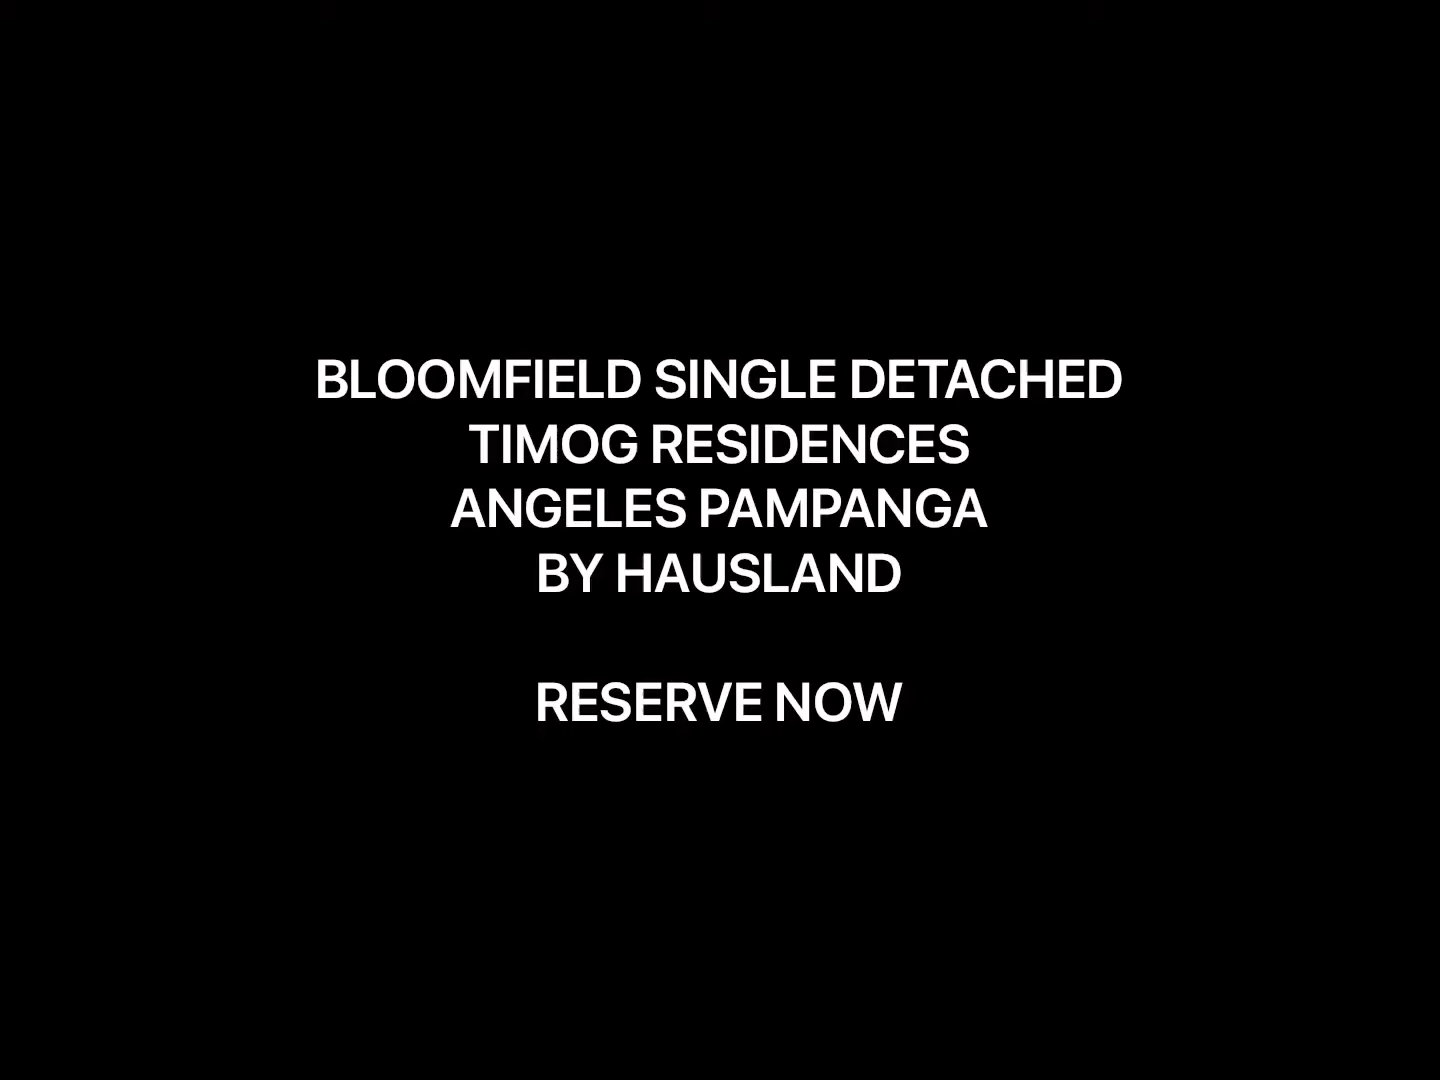 BLOOMFIELD SINGLE DETACHED
TIMOG RESIDENCES
ANGELES PAMPANGA
BY HAUSLAND
RESERVE NOW